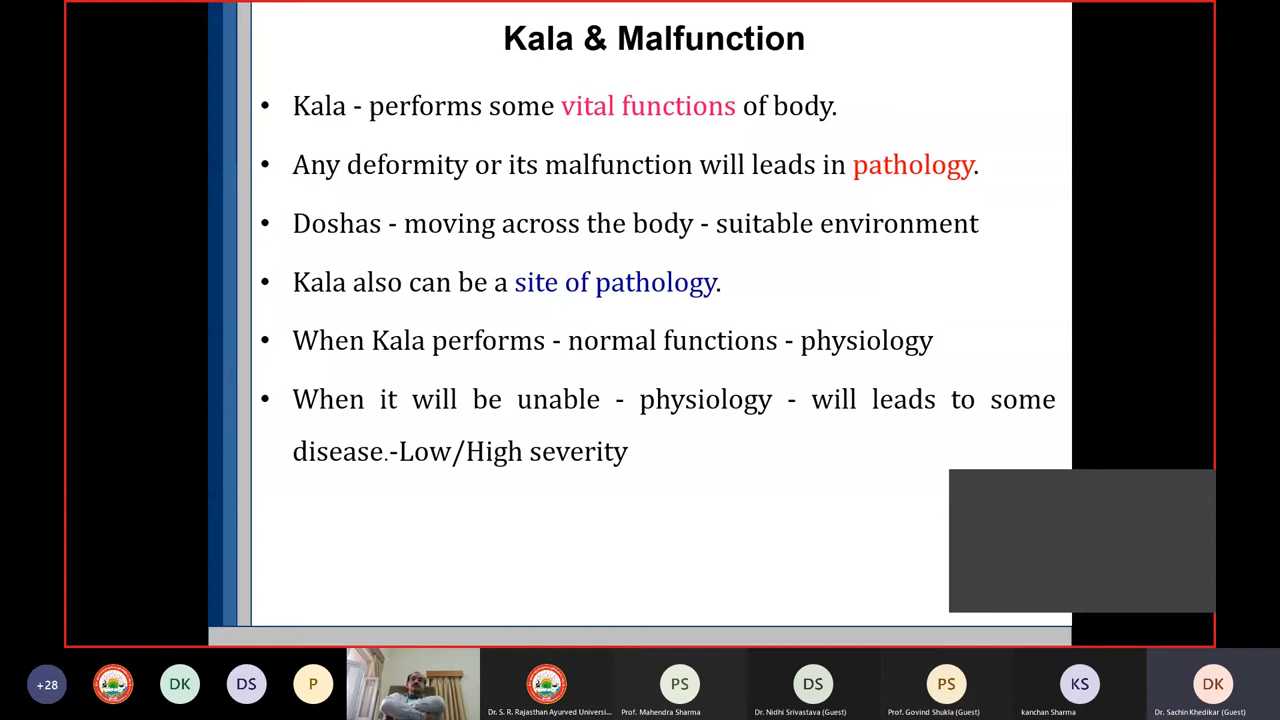 Kala & Malfunction
• Kala - performs some vital functions of body.
• Any deformity or its malfunction will leads in pathology.
• Doshas - moving across the body - suitable environment
• Kala also can be a site of pathology.
• When Kala performs - normal functions - physiology
• When it will be unable - physiology - will leads to some
disease.-Low/High severity
+28
DK
DS
P
PS
DS
PS
KS
DK
Dr. S. R. Rajasthan Ayurved Universi...
Prof. Mahendra Sharma
Dr. Nidhi Srivastava (Guest)
Prof. Govind Shukla (Guest)
kanchan Sharma
Dr. Sachin Khedikar (Guest)